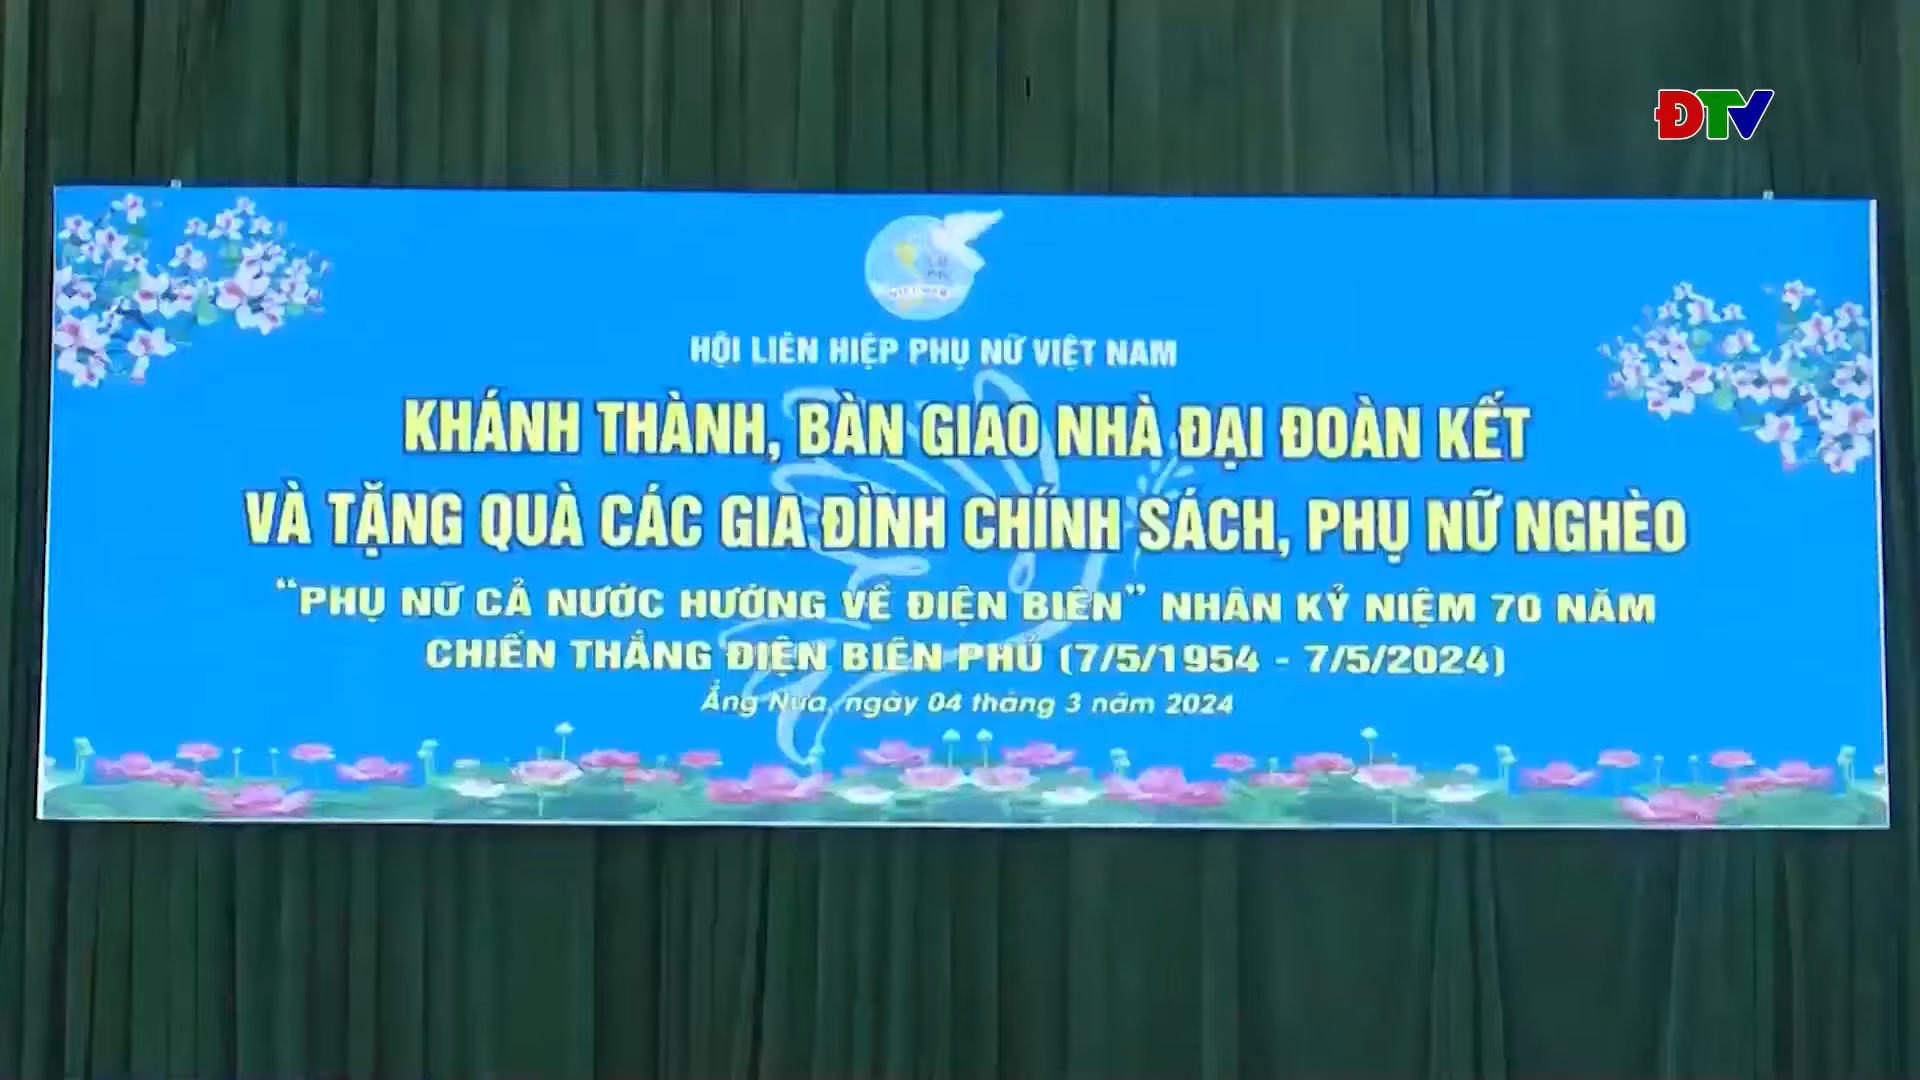 ĐTV
VIỆT NAM
HỘI LIÊN HIỆP PHỤ NỮ VIỆT NAM
KHÁNH THÀNH, BÀN GIAO NHÀ ĐẠI ĐOÀN KẾT
VÀ TẶNG QUÀ CÁC GIA ĐÌNH CHÍNH SÁCH, PHỤ NỮ NGHÈO
“PHỤ NỮ CẢ NƯỚC HƯỚNG VỀ ĐIỆN BIÊN” NHÂN KỶ NIỆM 70 NĂM
CHIẾN THẮNG ĐIỆN BIÊN PHỦ (7/5/1954 - 7/5/2024)
Ẳng Nưa, ngày 04 tháng 3 năm 2024